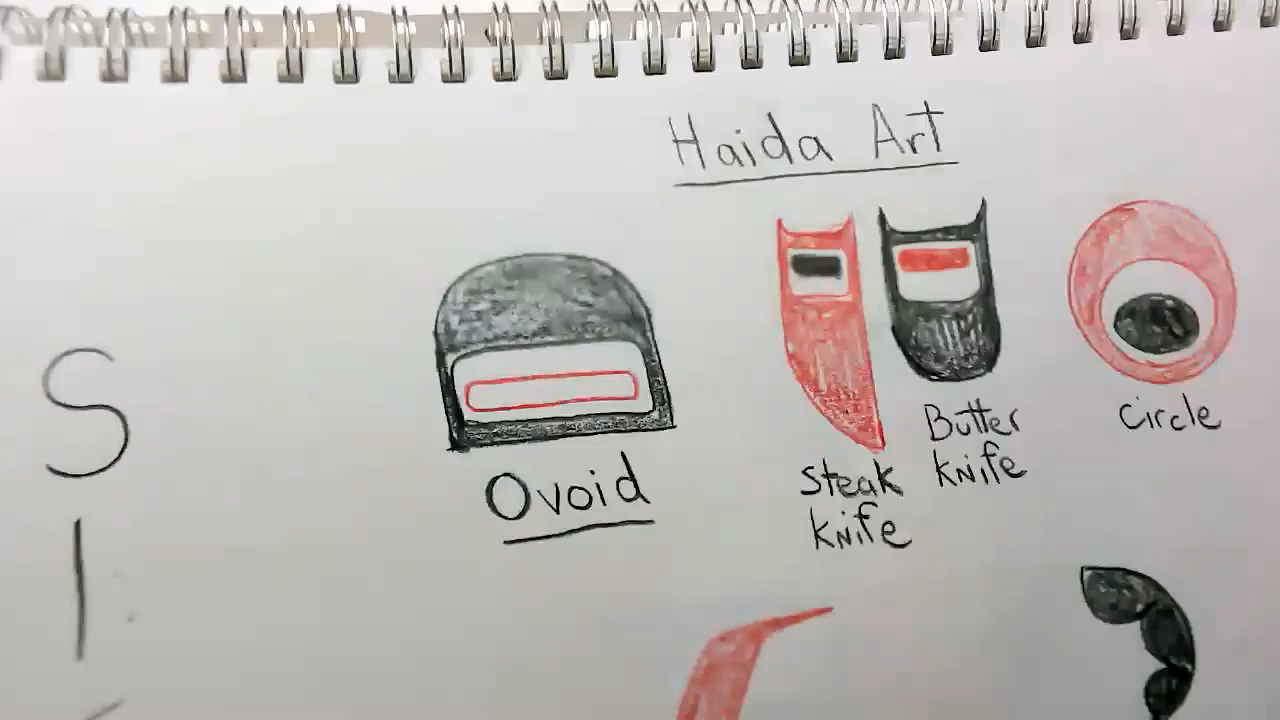 Haida Art
Ovoid
Steak
knife
Butter
knife
Circle
S
I